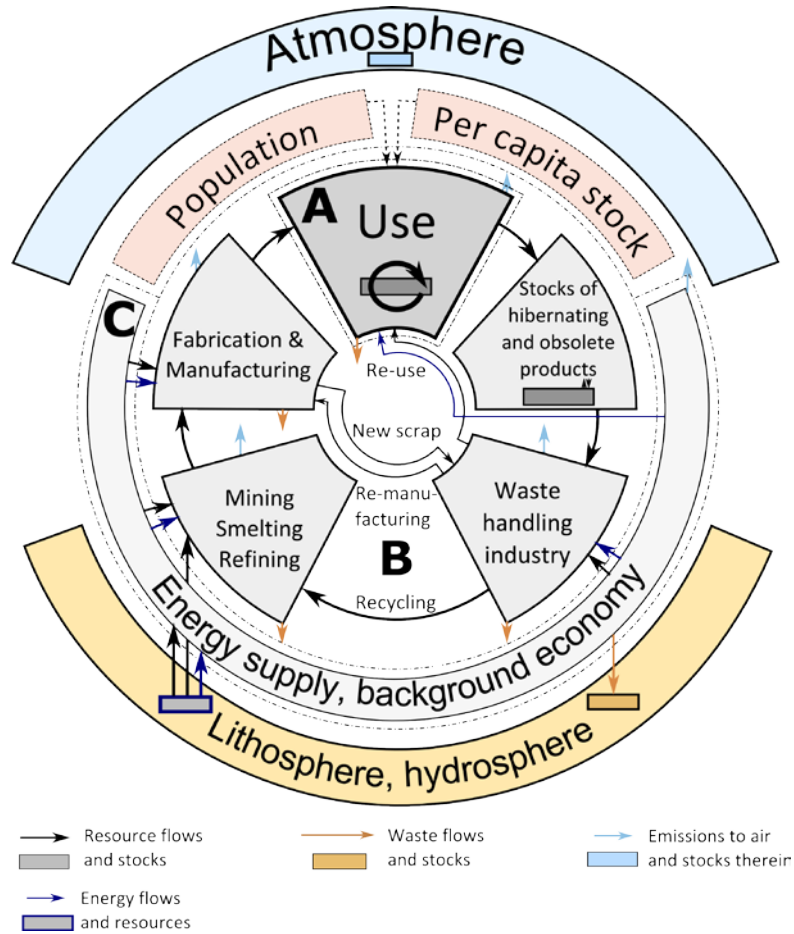 Atmosphere
Population
Per capita stock
A
Use
C
Fabrication &
Manufacturing
Stocks of
hibernating
and obsolete
products
Re-use
New scrap
Re-manu-
facturing
Mining
Smelting
Refining
Waste
handling
industry
B
Recycling
Energy supply, background economy
Lithosphere, hydrosphere
Resource flows
and stocks
Waste flows
and stocks
Emissions to air
and stocks therein
Energy flows
and resources